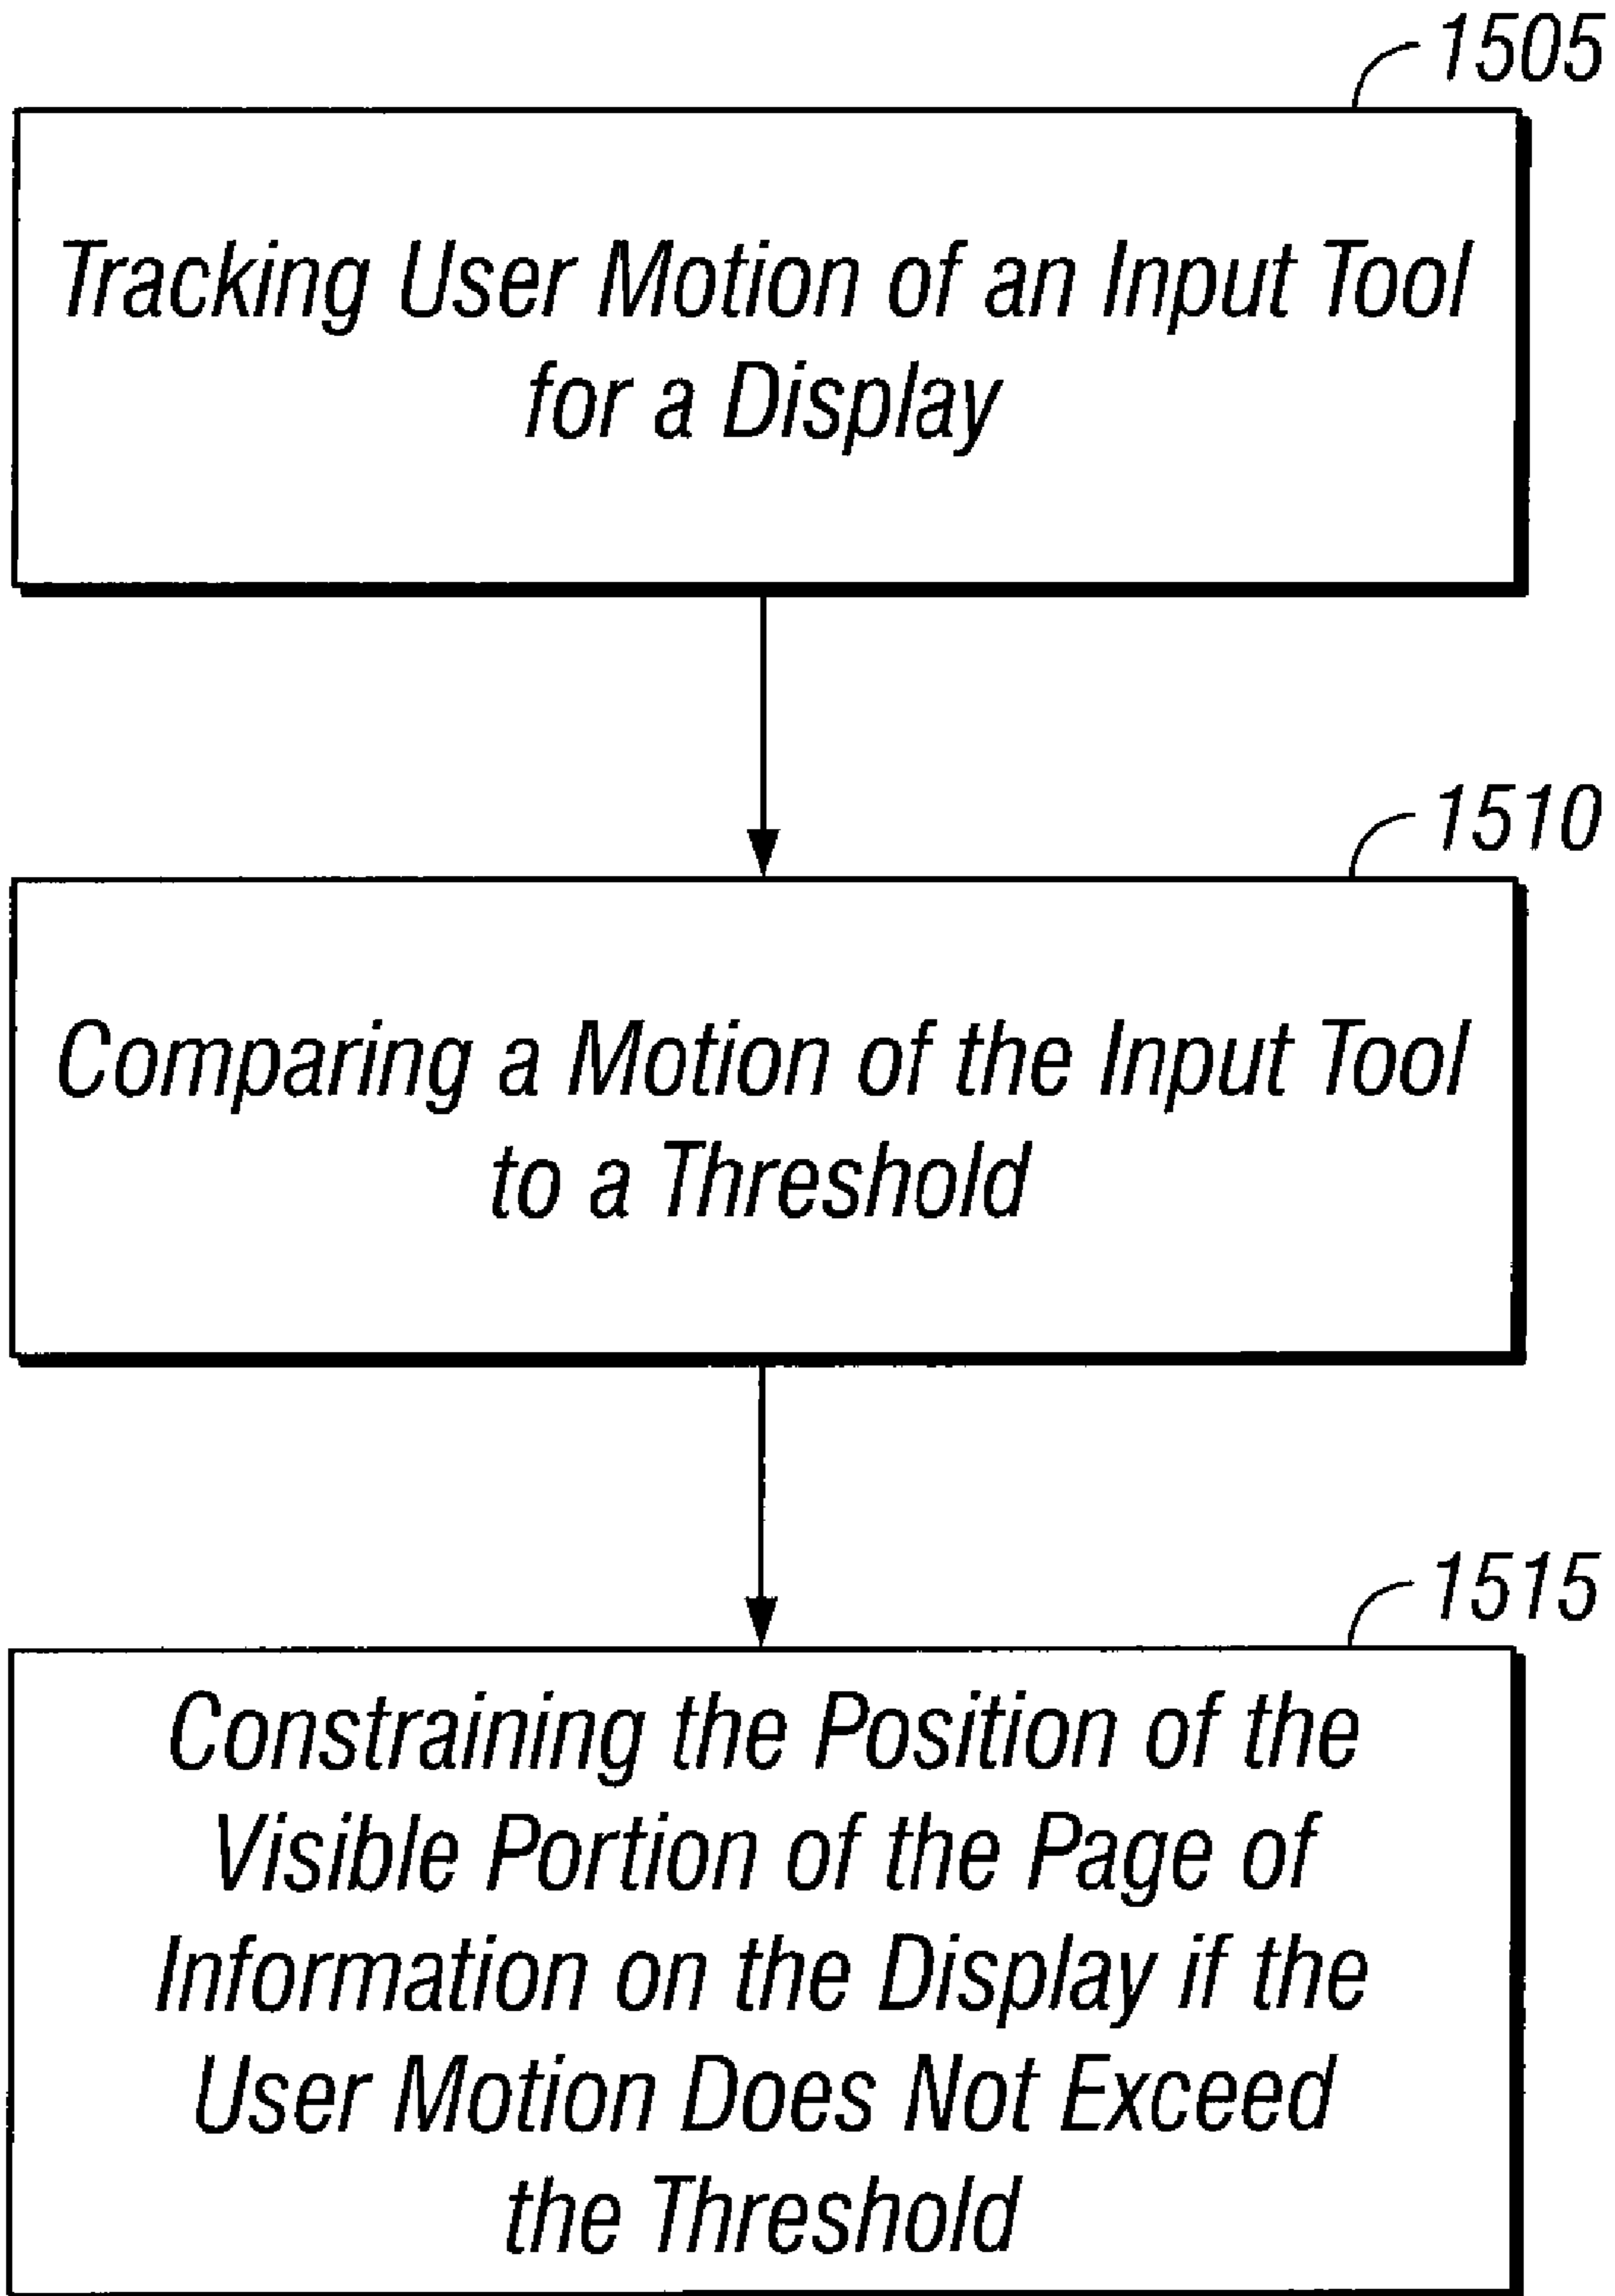 1505
Tracking User Motion of an Input Tool
for a Display
1510
Comparing a Motion of the Input Tool
to a Threshold
1515
Constraining the Position of the
Visible Portion of the Page of
Information on the Display if the
User Motion Does Not Exceed
the Threshold